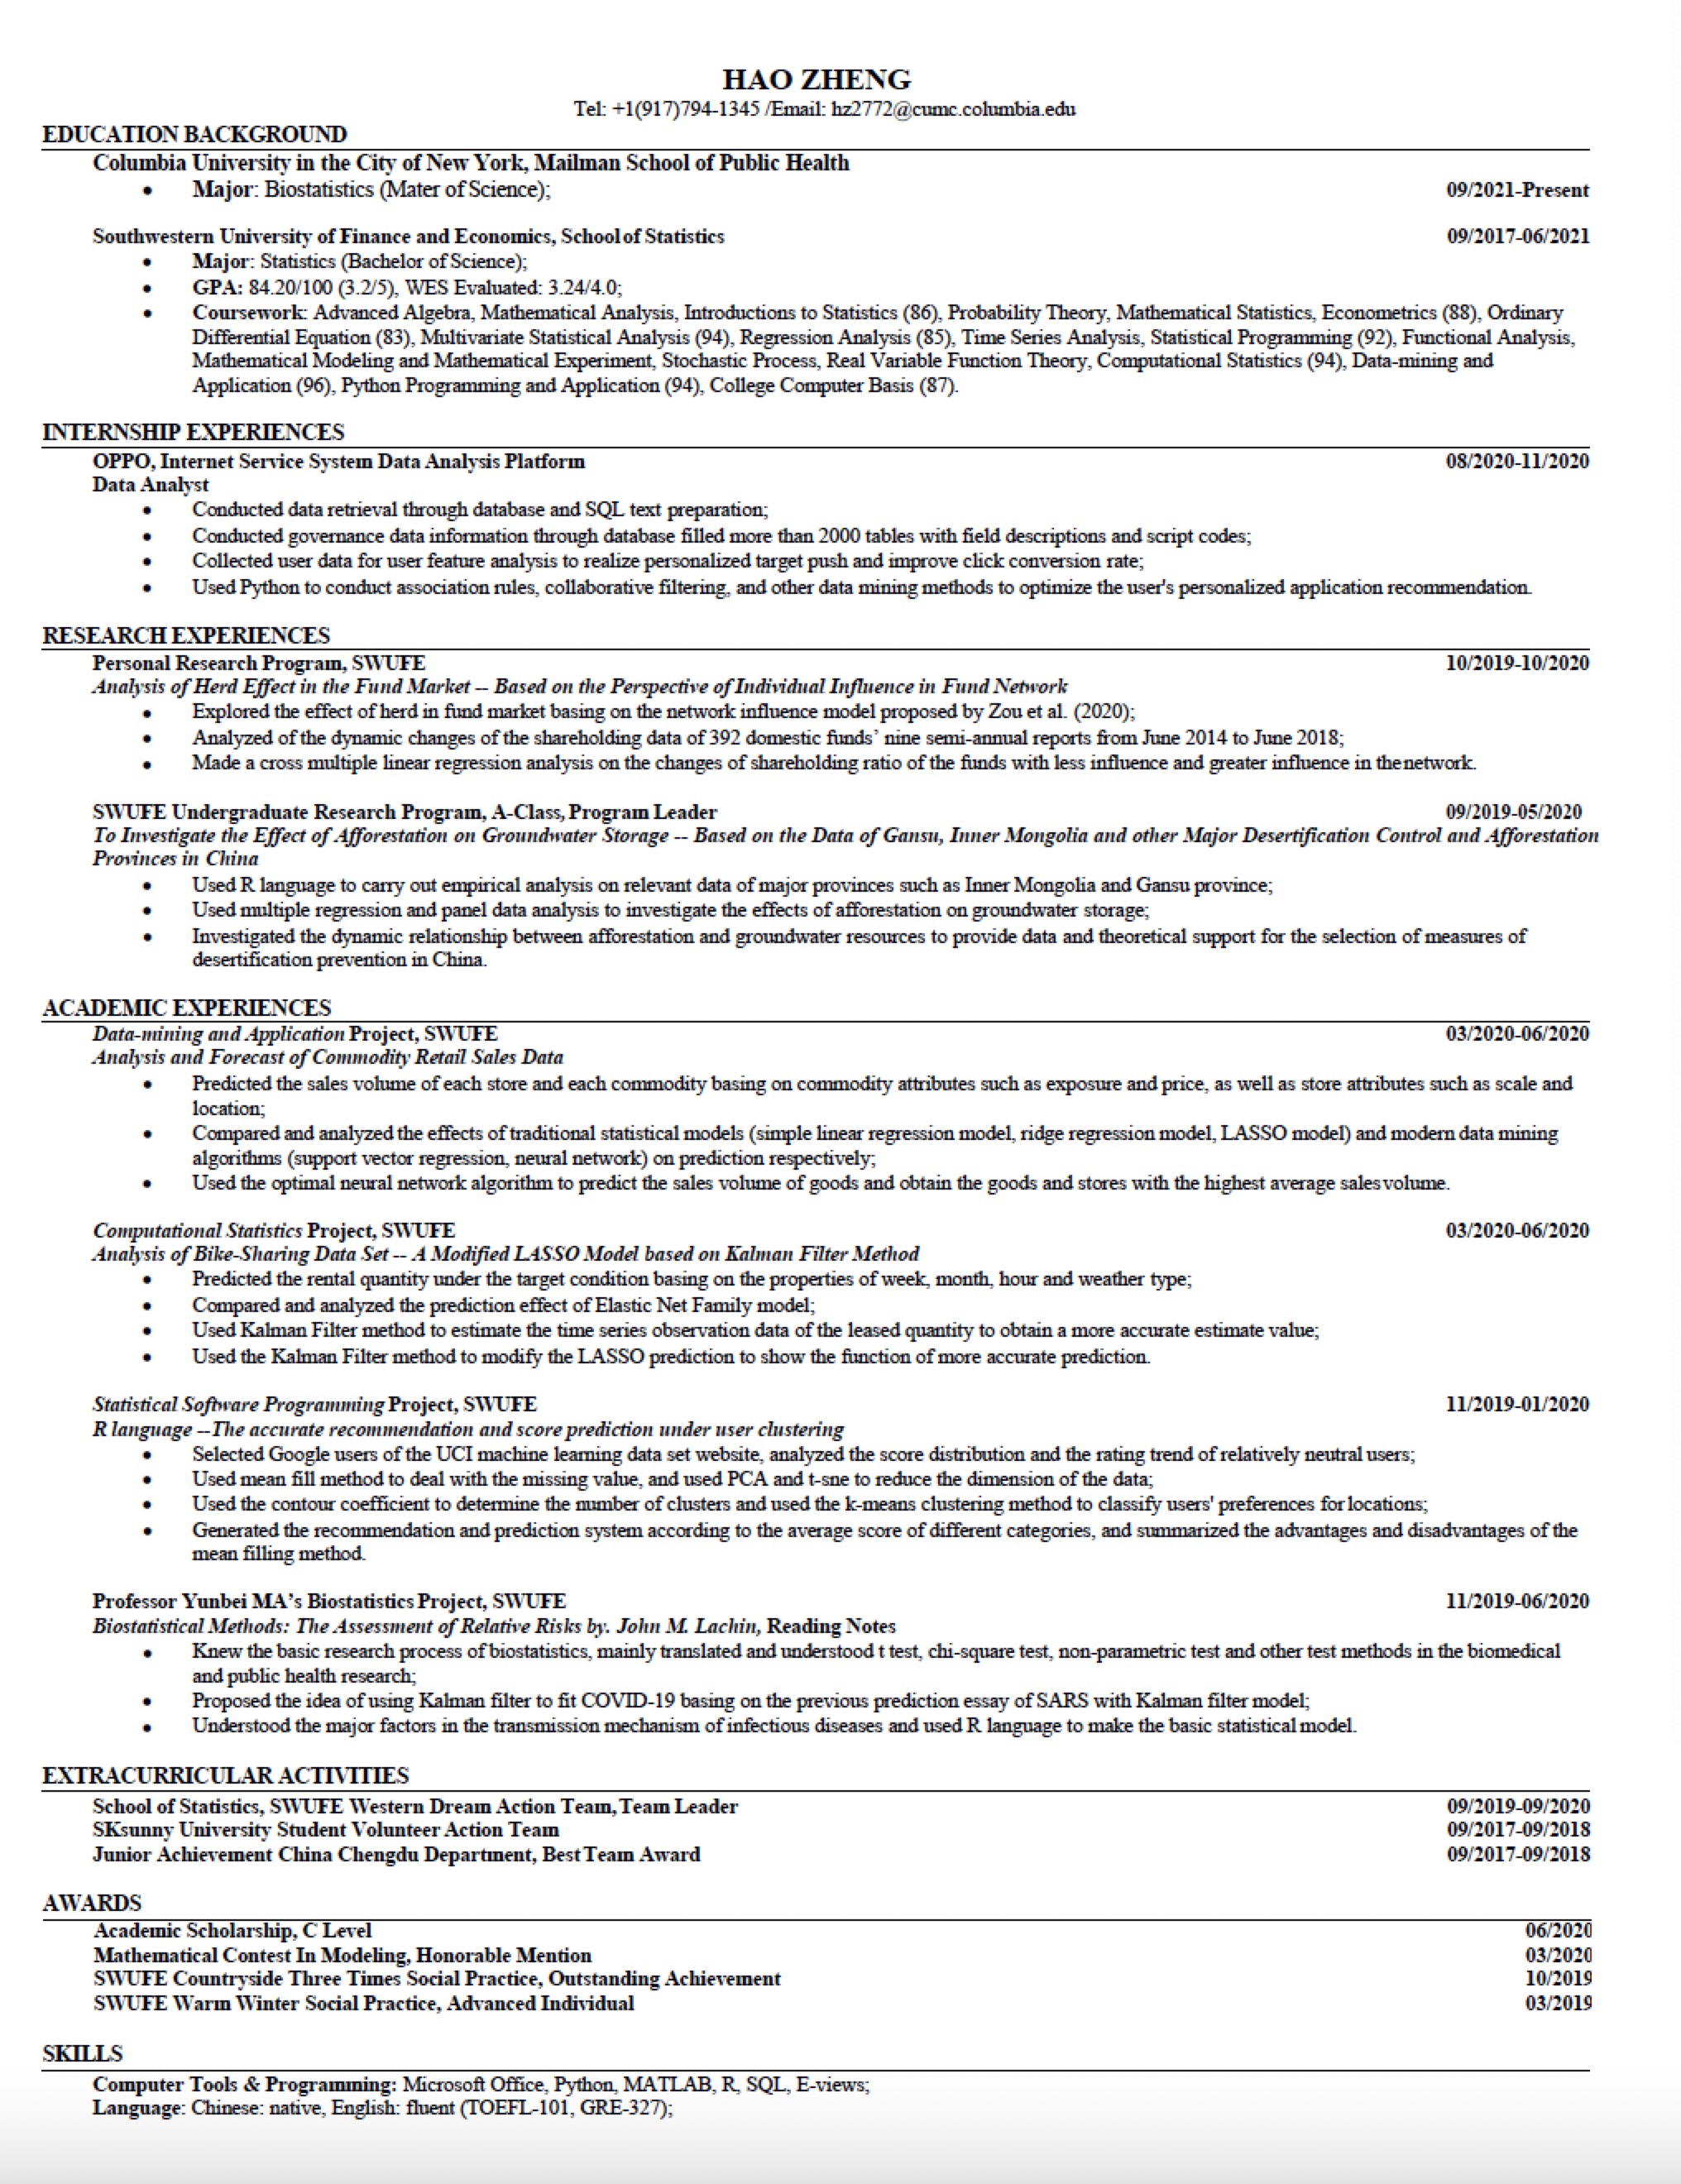 HAO ZHENG
Tel: +1(917)794-1345 /Email: hz2772@cumc.columbia.edu
EDUCATION BACKGROUND
Columbia University in the City of New York, Mailman School of Public Health
• Major: Biostatistics (Mater of Science); 09/2021-Present
Southwestern University of Finance and Economics, School of Statistics 09/2017-06/2021
• Major: Statistics (Bachelor of Science);
• GPA: 84.20/100 (3.2/5), WES Evaluated: 3.24/4.0;
• Coursework: Advanced Algebra, Mathematical Analysis, Introductions to Statistics (86), Probability Theory, Mathematical Statistics, Econometrics (88), Ordinary
Differential Equation (83), Multivariate Statistical Analysis (94), Regression Analysis (85), Time Series Analysis, Statistical Programming (92), Functional Analysis,
Mathematical Modeling and Mathematical Experiment, Stochastic Process, Real Variable Function Theory, Computational Statistics (94), Data-mining and
Application (96), Python Programming and Application (94), College Computer Basis (87).
INTERNSHIP EXPERIENCES
OPPO, Internet Service System Data Analysis Platform 08/2020-11/2020
Data Analyst
• Conducted data retrieval through database and SQL text preparation;
• Conducted governance data information through database filled more than 2000 tables with field descriptions and script codes;
• Collected user data for user feature analysis to realize personalized target push and improve click conversion rate;
• Used Python to conduct association rules, collaborative filtering, and other data mining methods to optimize the user's personalized application recommendation.
RESEARCH EXPERIENCES
Personal Research Program, SWUFE 10/2019-10/2020
Analysis of Herd Effect in the Fund Market -- Based on the Perspective of Individual Influence in Fund Network
• Explored the effect of herd in fund market basing on the network influence model proposed by Zou et al. (2020);
• Analyzed of the dynamic changes of the shareholding data of 392 domestic funds’ nine semi-annual reports from June 2014 to June 2018;
• Made a cross multiple linear regression analysis on the changes of shareholding ratio of the funds with less influence and greater influence in the network.
SWUFE Undergraduate Research Program, A-Class, Program Leader 09/2019-05/2020
To Investigate the Effect of Afforestation on Groundwater Storage -- Based on the Data of Gansu, Inner Mongolia and other Major Desertification Control and Afforestation
Provinces in China
• Used R language to carry out empirical analysis on relevant data of major provinces such as Inner Mongolia and Gansu province;
• Used multiple regression and panel data analysis to investigate the effects of afforestation on groundwater storage;
• Investigated the dynamic relationship between afforestation and groundwater resources to provide data and theoretical support for the selection of measures of
desertification prevention in China.
ACADEMIC EXPERIENCES
Data-mining and Application Project, SWUFE 03/2020-06/2020
Analysis and Forecast of Commodity Retail Sales Data
• Predicted the sales volume of each store and each commodity basing on commodity attributes such as exposure and price, as well as store attributes such as scale and
location;
• Compared and analyzed the effects of traditional statistical models (simple linear regression model, ridge regression model, LASSO model) and modern data mining
algorithms (support vector regression, neural network) on prediction respectively;
• Used the optimal neural network algorithm to predict the sales volume of goods and obtain the goods and stores with the highest average sales volume.
Computational Statistics Project, SWUFE 03/2020-06/2020
Analysis of Bike-Sharing Data Set -- A Modified LASSO Model based on Kalman Filter Method
• Predicted the rental quantity under the target condition basing on the properties of week, month, hour and weather type;
• Compared and analyzed the prediction effect of Elastic Net Family model;
• Used Kalman Filter method to estimate the time series observation data of the leased quantity to obtain a more accurate estimate value;
• Used the Kalman Filter method to modify the LASSO prediction to show the function of more accurate prediction.
Statistical Software Programming Project, SWUFE 11/2019-01/2020
R language --The accurate recommendation and score prediction under user clustering
• Selected Google users of the UCI machine learning data set website, analyzed the score distribution and the rating trend of relatively neutral users;
• Used mean fill method to deal with the missing value, and used PCA and t-sne to reduce the dimension of the data;
• Used the contour coefficient to determine the number of clusters and used the k-means clustering method to classify users' preferences for locations;
• Generated the recommendation and prediction system according to the average score of different categories, and summarized the advantages and disadvantages of the
mean filling method.
Professor Yunbei MA’s Biostatistics Project, SWUFE 11/2019-06/2020
Biostatistical Methods: The Assessment of Relative Risks by. John M. Lachin, Reading Notes
• Knew the basic research process of biostatistics, mainly translated and understood t test, chi-square test, non-parametric test and other test methods in the biomedical
and public health research;
• Proposed the idea of using Kalman filter to fit COVID-19 basing on the previous prediction essay of SARS with Kalman filter model;
• Understood the major factors in the transmission mechanism of infectious diseases and used R language to make the basic statistical model.
EXTRACURRICULAR ACTIVITIES
School of Statistics, SWUFE Western Dream Action Team, Team Leader 09/2019-09/2020
SKsunny University Student Volunteer Action Team 09/2017-09/2018
Junior Achievement China Chengdu Department, Best Team Award 09/2017-09/2018
AWARDS
Academic Scholarship, C Level 06/2020
Mathematical Contest In Modeling, Honorable Mention 03/2020
SWUFE Countryside Three Times Social Practice, Outstanding Achievement 10/2019
SWUFE Warm Winter Social Practice, Advanced Individual 03/2019
SKILLS
Computer Tools & Programming: Microsoft Office, Python, MATLAB, R, SQL, E-views;
Language: Chinese: native, English: fluent (TOEFL-101, GRE-327);